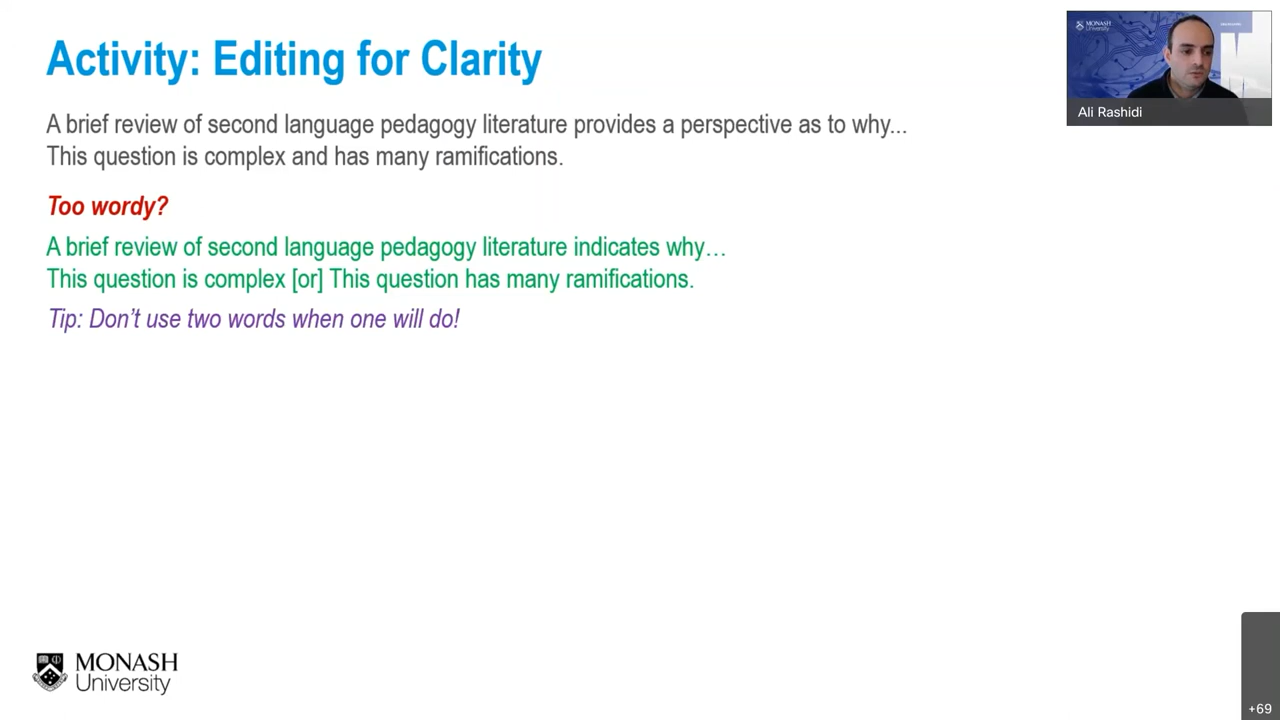 Activity: Editing for Clarity
A brief review of second language pedagogy literature provides a perspective as to why...
This question is complex and has many ramifications.
Too wordy?
A brief review of second language pedagogy literature indicates why…
This question is complex [or] This question has many ramifications.
Tip: Don’t use two words when one will do!
MONASH
University
Ali Rashidi
MONASH
University
+69